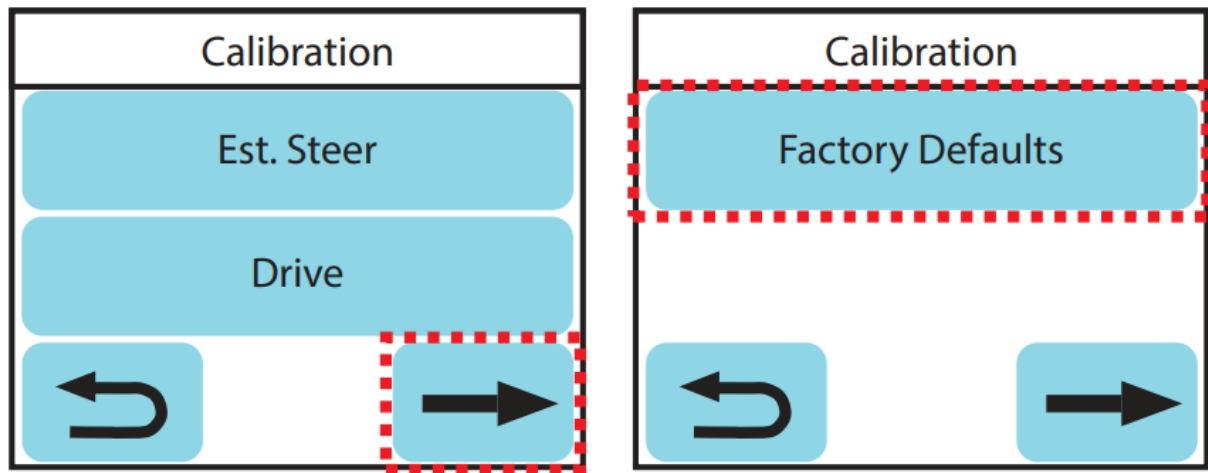 Calibration
Est. Steer
Drive
Calibration
Factory Defaults